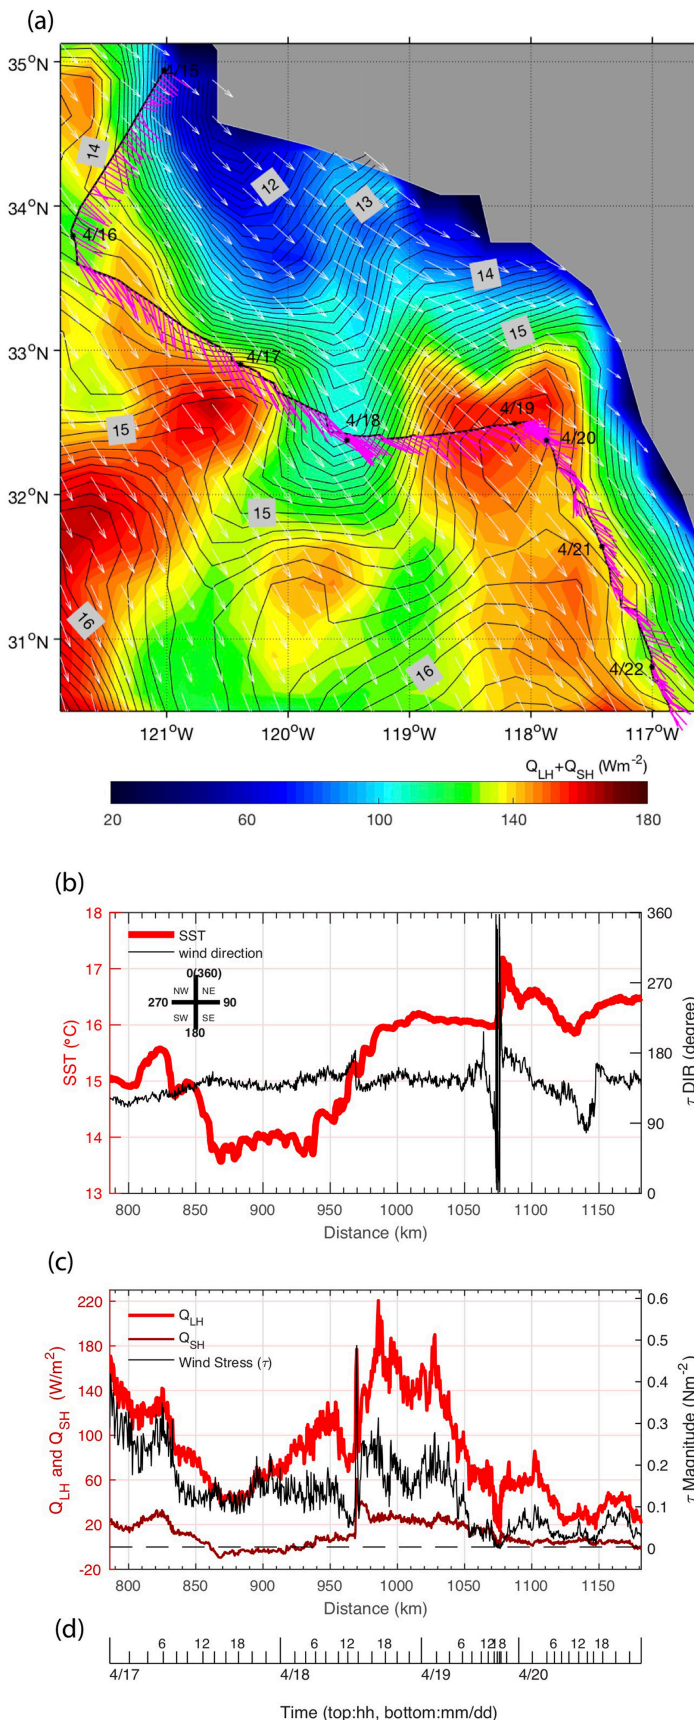 (a)
35°N
34°N
33°N
32°N
31°N
4/15
14
12
13
4/16
14
15
4/17
4/19
4/18
4/20
15
15
4/21
16
16
4/22
121°W
120°W
119°W
118°W
117°W
Q_LH+Q_SH (Wm⁻²)
20
60
100
140
180
(b)
18
17
16
15
14
13
SST (°C)
SST
wind direction
0(360)
NW
NE
270
90
SW
SE
180
360
270
180
90
0
τ DIR (degree)
800
850
900
950
1000
1050
1100
1150
Distance (km)
(c)
220
180
140
100
60
20
-20
Q_LH and Q_SH (W/m²)
Q_LH
Q_SH
Wind Stress (τ)
0.6
0.5
0.4
0.3
0.2
0.1
0
τ Magnitude (Nm⁻²)
800
850
900
950
1000
1050
1100
1150
Distance (km)
(d)
6
12
18
6
12
18
6
12
18
6
12
18
4/17
4/18
4/19
4/20
Time (top:hh, bottom:mm/dd)